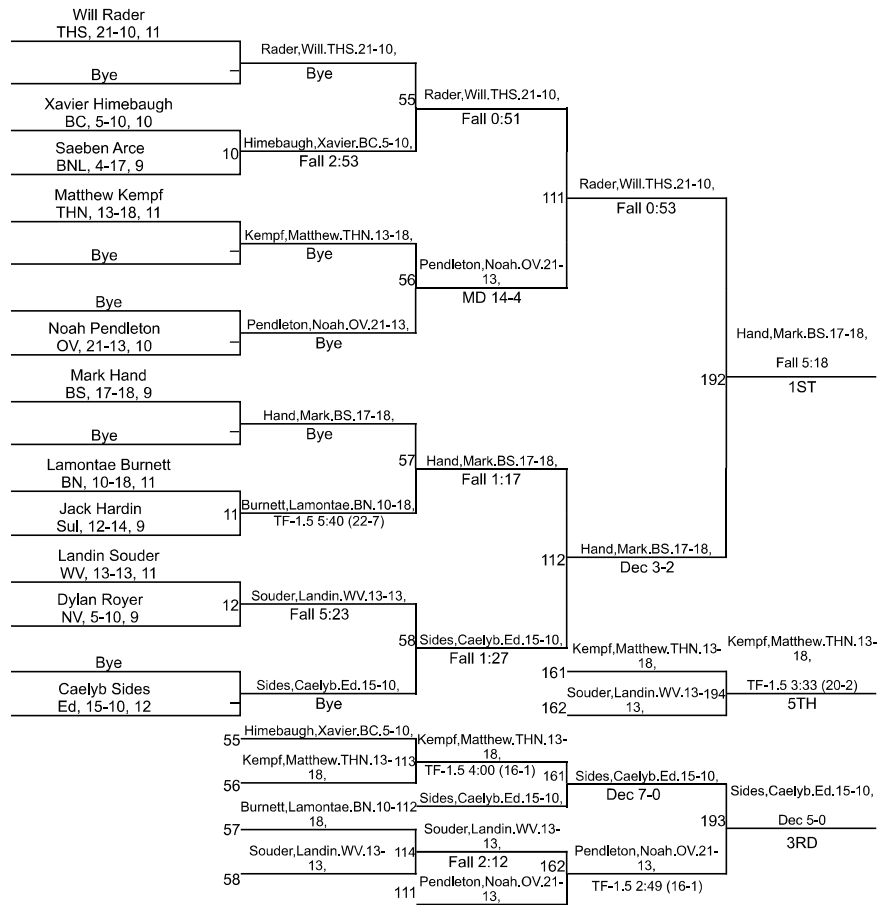 Will Rader
THS, 21-10, 11
Rader,Will.THS.21-10,
Bye
Bye
Xavier Himebaugh
BC, 5-10, 10
55
Rader,Will.THS.21-10,
Fall 0:51
Saeben Arce
BNL, 4-17, 9
10
Himebaugh,Xavier.BC.5-10,
Fall 2:53
Matthew Kempf
THN, 13-18, 11
111
Rader,Will.THS.21-10,
Fall 0:53
Kempf,Matthew.THN.13-18,
Bye
Bye
56
Pendleton,Noah.OV.21-
13,
MD 14-4
Bye
Noah Pendleton
OV, 21-13, 10
Pendleton,Noah.OV.21-13,
Bye
192
Hand,Mark.BS.17-18,
Fall 5:18
1ST
Mark Hand
BS, 17-18, 9
Hand,Mark.BS.17-18,
Bye
Bye
Lamontae Burnett
BN, 10-18, 11
57
Hand,Mark.BS.17-18,
Fall 1:17
Jack Hardin
Sul, 12-14, 9
11
Burnett,Lamontae.BN.10-18,
TF-1.5 5:40 (22-7)
Landin Souder
WV, 13-13, 11
112
Hand,Mark.BS.17-18,
Dec 3-2
Dylan Royer
NV, 5-10, 9
12
Souder,Landin.WV.13-13,
Fall 5:23
58
Sides,Caelyb.Ed.15-10,
Fall 1:27
Bye
Caelyb Sides
Ed, 15-10, 12
Sides,Caelyb.Ed.15-10,
Bye
161
Kempf,Matthew.THN.13-
18,
162
Souder,Landin.WV.13-
13,
194
Kempf,Matthew.THN.13-
18,
TF-1.5 3:33 (20-2)
5TH
55
Himebaugh,Xavier.BC.5-10,
56
Kempf,Matthew.THN.13-
18,
113
Kempf,Matthew.THN.13-
18,
TF-1.5 4:00 (16-1)
161
Sides,Caelyb.Ed.15-10,
Dec 7-0
112
Sides,Caelyb.Ed.15-10,
57
Burnett,Lamontae.BN.10-
18,
58
Souder,Landin.WV.13-
13,
114
Souder,Landin.WV.13-
13,
Fall 2:12
162
Pendleton,Noah.OV.21-
13,
TF-1.5 2:49 (16-1)
111
Pendleton,Noah.OV.21-
13,
193
Sides,Caelyb.Ed.15-10,
Dec 5-0
3RD